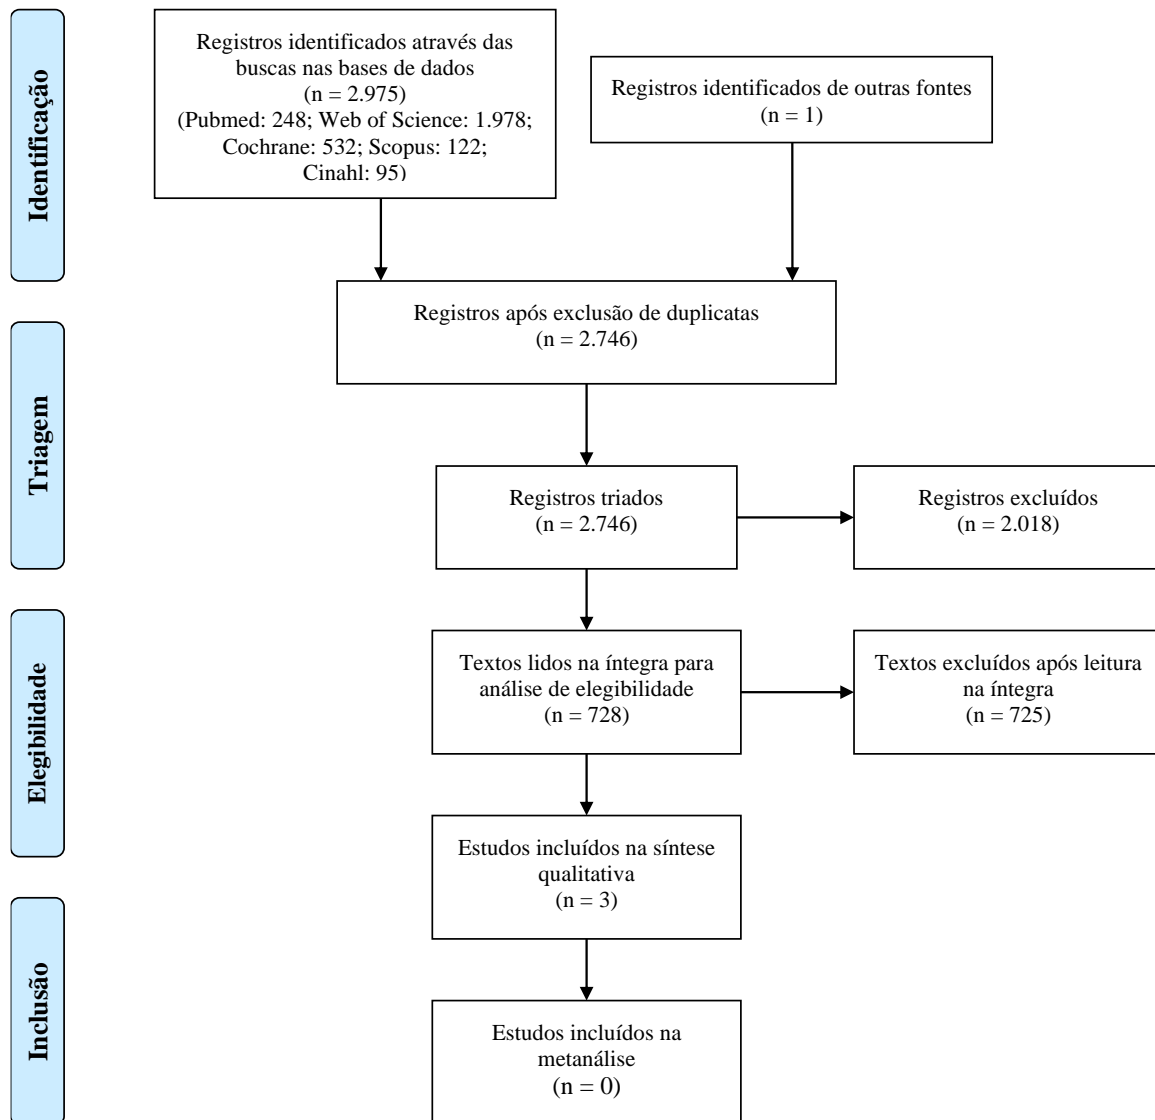 Identificação
Registros identificados através das
buscas nas bases de dados
(n = 2.975)
(Pubmed: 248; Web of Science: 1.978;
Cochrane: 532; Scopus: 122;
Cinahl: 95)
Registros identificados de outras fontes
(n = 1)
Registros após exclusão de duplicatas
(n = 2.746)
Triagem
Registros triados
(n = 2.746)
Registros excluídos
(n = 2.018)
Elegibilidade
Textos lidos na íntegra para
análise de elegibilidade
(n = 728)
Textos excluídos após leitura
na íntegra
(n = 725)
Estudos incluídos na síntese
qualitativa
(n = 3)
Inclusão
Estudos incluídos na
metanálise
(n = 0)